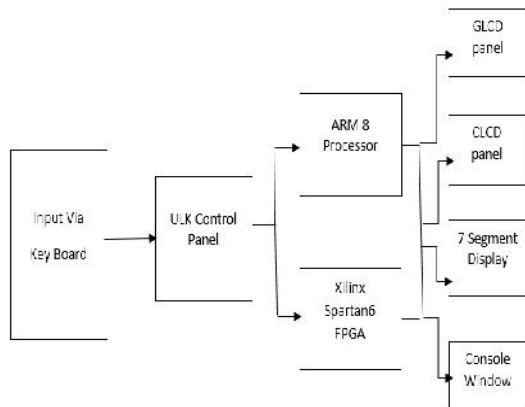 GLCD
panel
ARM 8
Processor
CLCD
panel
Input Via
Key Board
ULK Control
Panel
7 Segment
Display
Xilinx
Spartan6
FPGA
Console
Window